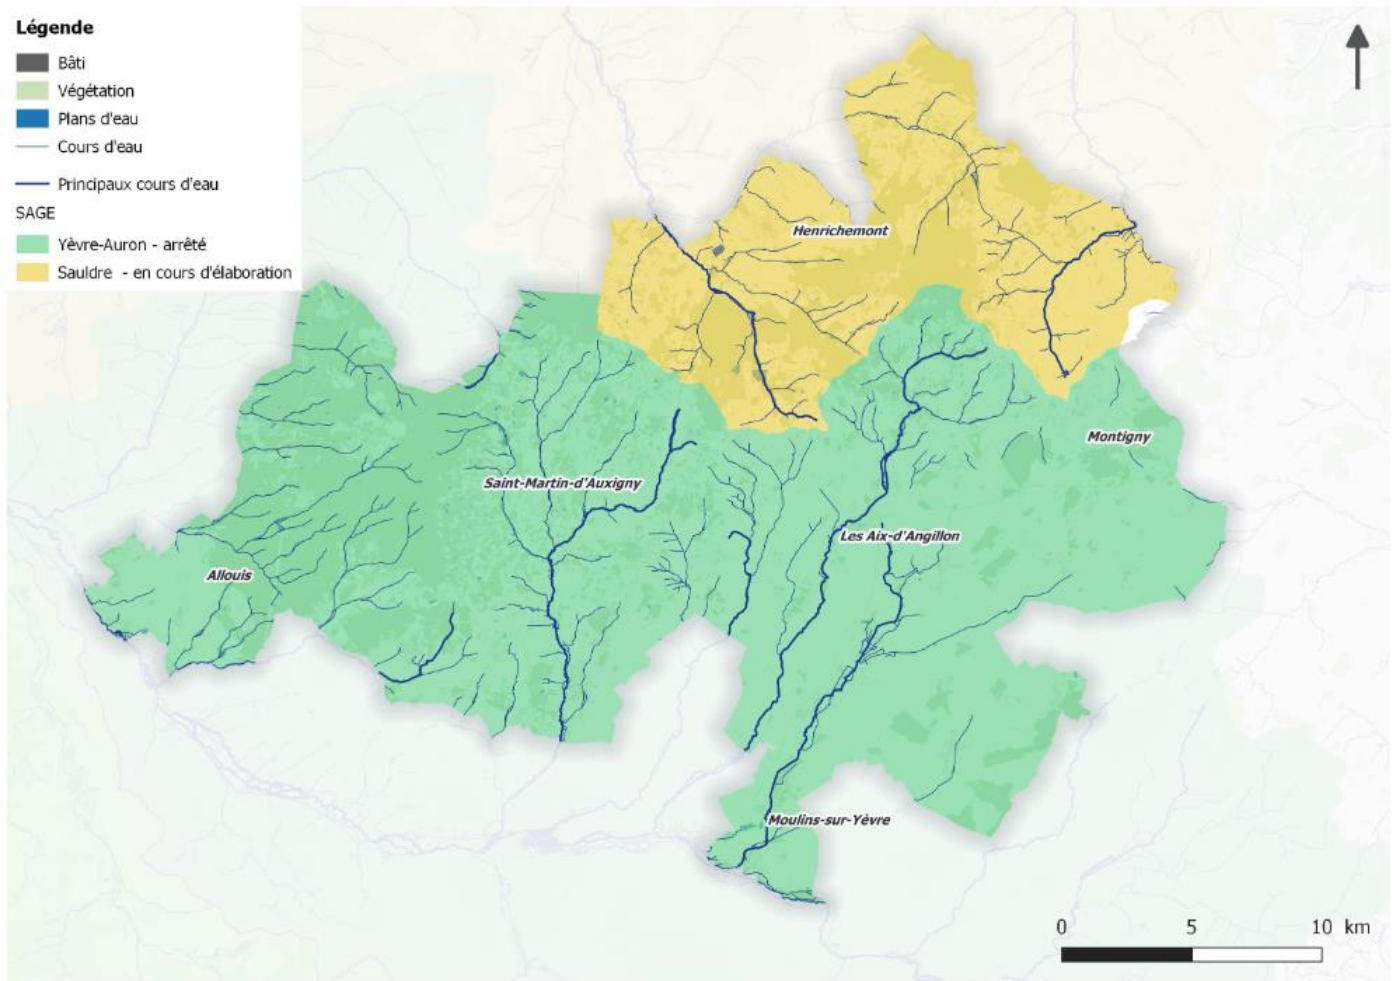 Légende
Bâti
Végétation
Plans d'eau
Cours d'eau
Principaux cours d'eau
SAGE
Yèvre-Auron - arrêté
Sauldre - en cours d'élaboration
Henrichemont
Montigny
Saint-Martin-d'Auxigny
Les Aix-d'Angillon
Allouis
Moulins-sur-Yèvre
0 5 10 km